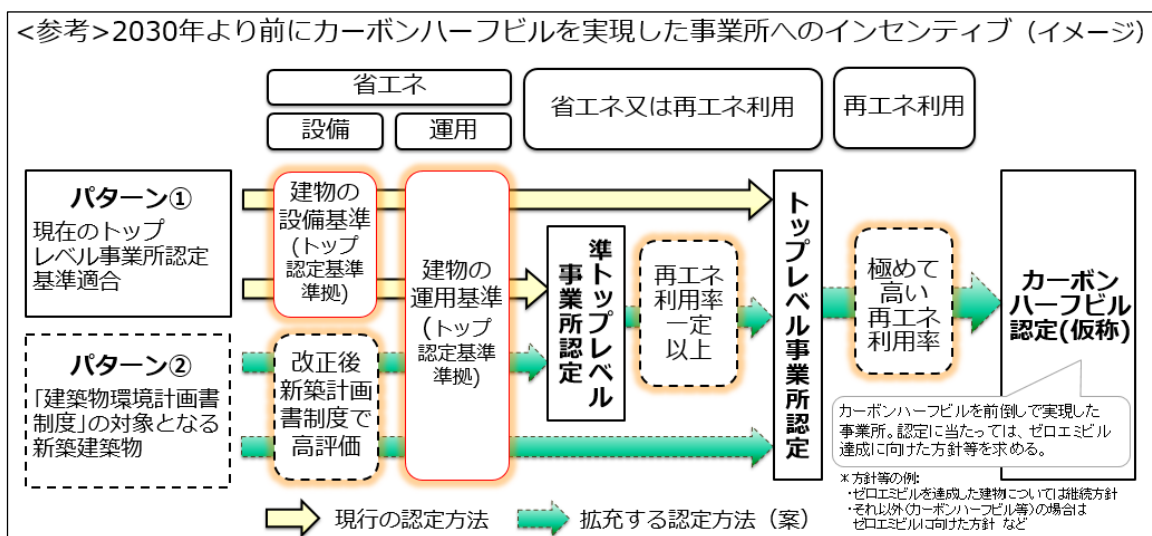 <参考>2030年より前にカーボンハーフビルを実現した事業所へのインセンティブ（イメージ）
省エネ
設備
運用
省エネ又は再エネ利用
再エネ利用
パターン①
現在のトップ
レベル事業所認定
基準適合
建物の
設備基準
(トップ
認定基準
準拠)
建物の
運用基準
(トップ
認定基準
準拠)
準トップレベル
事業所認定
再エネ
利用率
一定
以上
トップレベル事業所認定
極めて
高い
再エネ
利用率
カーボン
ハーフビル
認定(仮称)
パターン②
「建築物環境計画書
制度」の対象となる
新築建築物
改正後
新築計画
書制度で
高評価
カーボンハーフビルを前倒しで実現した
事業所。認定に当たっては、ゼロエミビル
達成に向けた方針等を求める。
＊方針等の例:
・ゼロエミビルを達成した建物については継続方針
・それ以外(カーボンハーフビル等)の場合は
ゼロエミビルに向けた方針 など
現行の認定方法
拡充する認定方法（案）